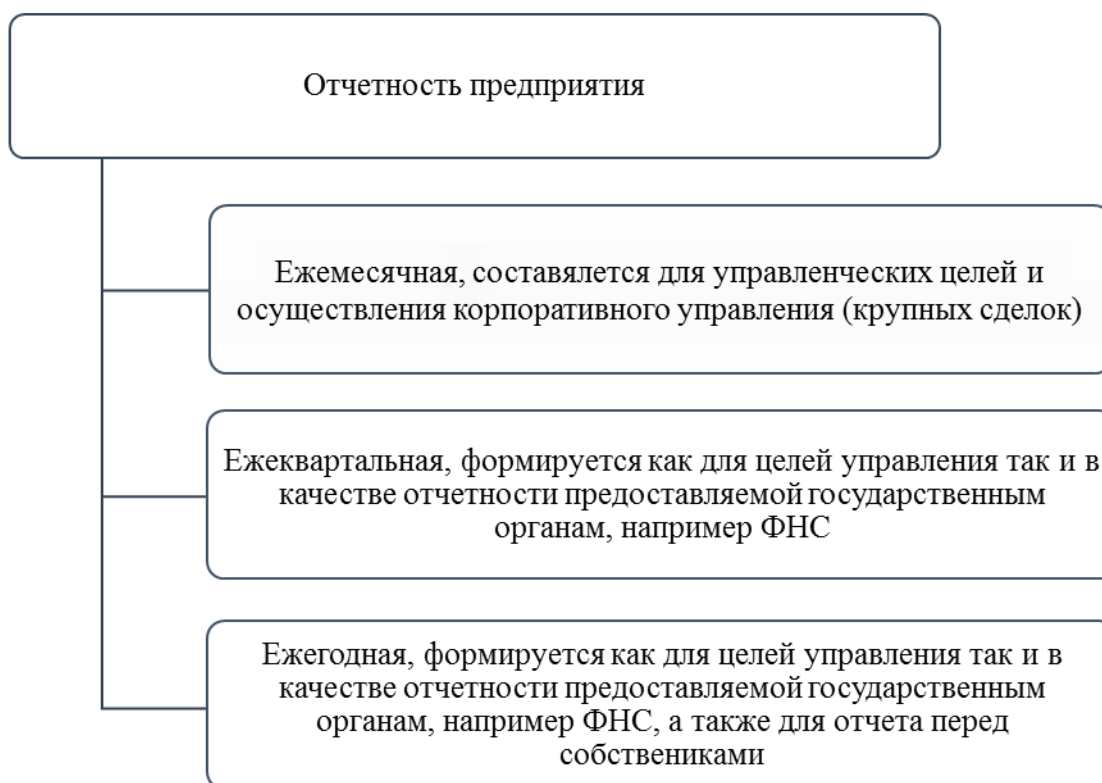 Отчетность предприятия
Ежемесячная, составялется для управленческих целей и
осуществления корпоративного управления (крупных сделок)
Ежеквартальная, формируется как для целей управления так и в
качестве отчетности предоставляемой государственным
органам, например ФНС
Ежегодная, формируется как для целей управления так и в
качестве отчетности предоставляемой государственным
органам, например ФНС, а также для отчета перед
собствениками